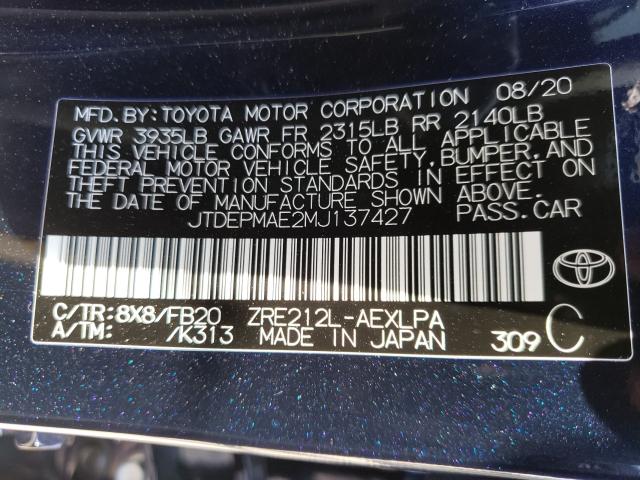 MFD.BY:TOYOTA MOTOR CORPORATION 08/20
GVWR 3935LB GAWR FR 2315LB RR 2140LB
THIS VEHICLE CONFORMS TO ALL APPLICABLE
FEDERAL MOTOR VEHICLE SAFETY,BUMPER,AND
THEFT PREVENTION STANDARDS IN EFFECT ON
THE DATE OF MANUFACTURE SHOWN ABOVE.
JTDEPMAE2MJ137427 PASS.CAR
C/TR:8X8/FB20 ZRE212L-AEXLPA
A/TM: /K313 MADE IN JAPAN 309 C